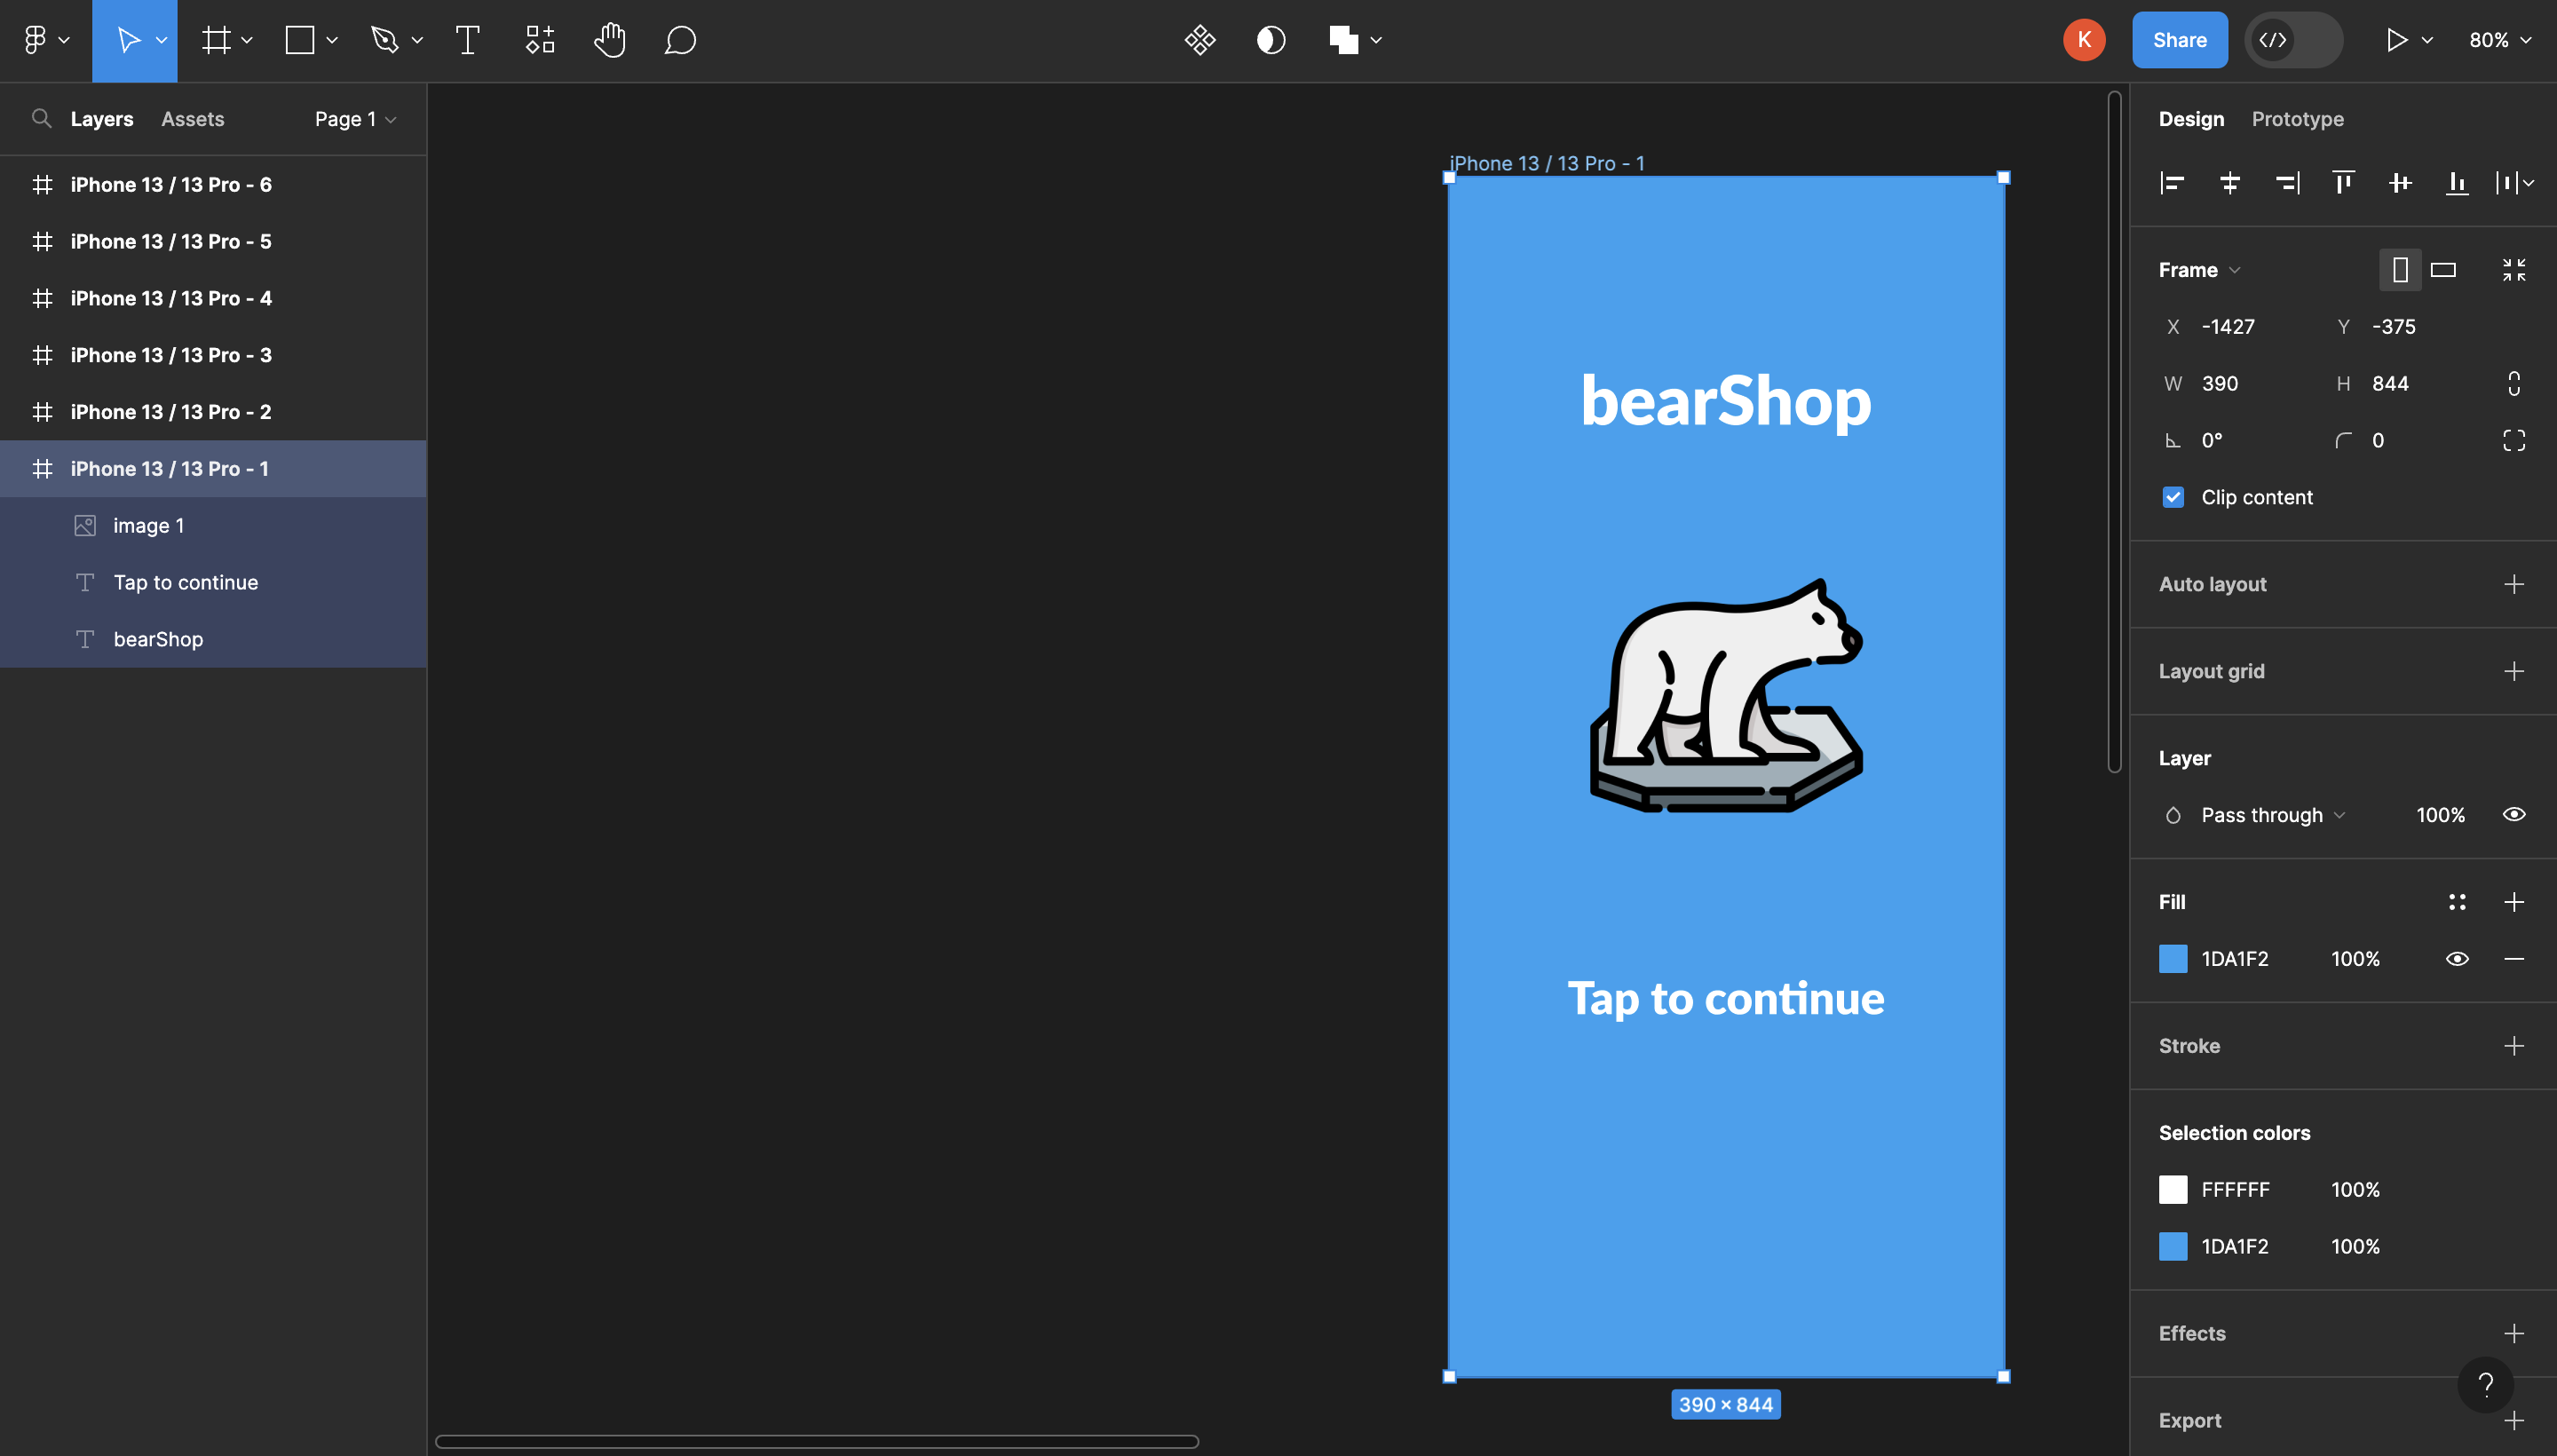 K
Share
80%
Layers
Assets
Page 1
iPhone 13 / 13 Pro - 6
iPhone 13 / 13 Pro - 5
iPhone 13 / 13 Pro - 4
iPhone 13 / 13 Pro - 3
iPhone 13 / 13 Pro - 2
iPhone 13 / 13 Pro - 1
image 1
Tap to continue
bearShop
iPhone 13 / 13 Pro - 1
bearShop
Tap to continue
390 × 844
Design
Prototype
Frame
X -1427 Y -375
W 390 H 844
0° 0
Clip content
Auto layout
Layout grid
Layer
Pass through 100%
Fill
1DA1F2 100%
Stroke
Selection colors
FFFFFF 100%
1DA1F2 100%
Effects
?
Export